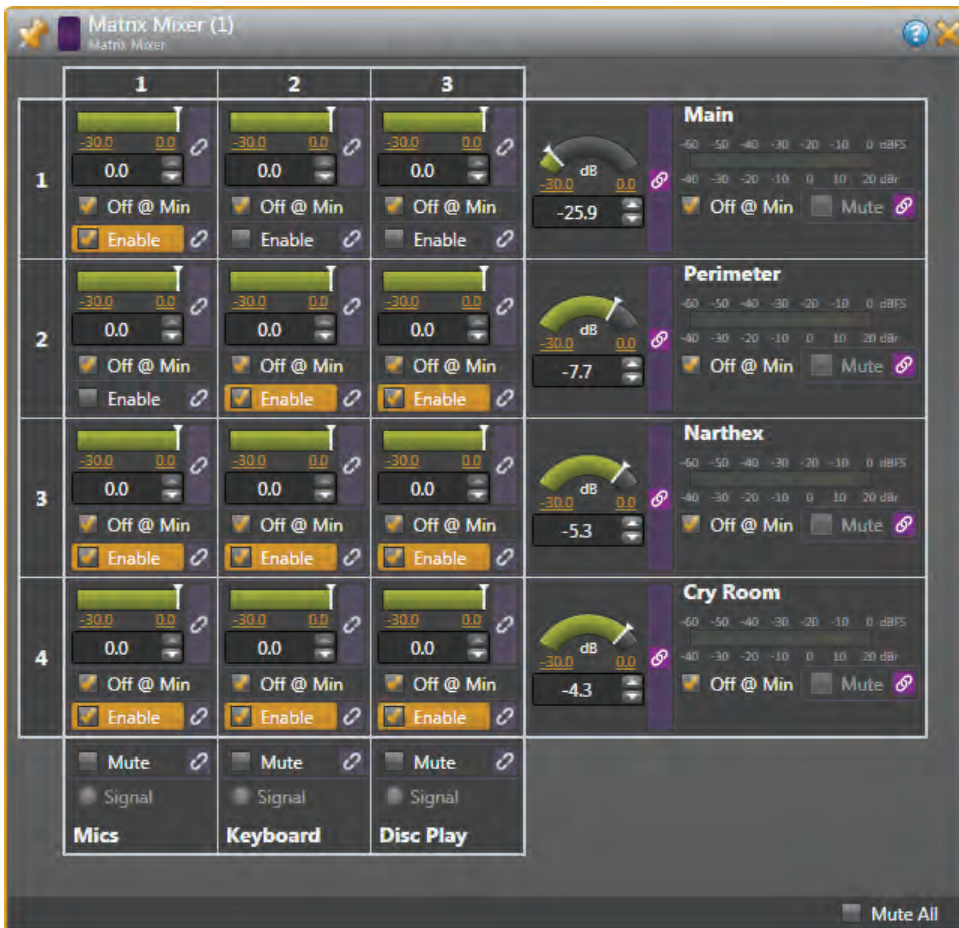 Matrix Mixer (1)
Matrix Mixer
1 2 3
1
-30.0 0.0 -30.0 0.0 -30.0 0.0
0.0 0.0 0.0
Off @ Min Off @ Min Off @ Min
Enable Enable Enable
dB
-30.0 0.0
-25.9
Main
-60 -50 -40 -30 -20 -10 0 dBFS
-40 -30 -20 -10 0 10 20 dBr
Off @ Min Mute
2
-30.0 0.0 -30.0 0.0 -30.0 0.0
0.0 0.0 0.0
Off @ Min Off @ Min Off @ Min
Enable Enable Enable
dB
-30.0 0.0
-7.7
Perimeter
-60 -50 -40 -30 -20 -10 0 dBFS
-40 -30 -20 -10 0 10 20 dBr
Off @ Min Mute
3
-30.0 0.0 -30.0 0.0 -30.0 0.0
0.0 0.0 0.0
Off @ Min Off @ Min Off @ Min
Enable Enable Enable
dB
-30.0 0.0
-5.3
Narthex
-60 -50 -40 -30 -20 -10 0 dBFS
-40 -30 -20 -10 0 10 20 dBr
Off @ Min Mute
4
-30.0 0.0 -30.0 0.0 -30.0 0.0
0.0 0.0 0.0
Off @ Min Off @ Min Off @ Min
Enable Enable Enable
dB
-30.0 0.0
-4.3
Cry Room
-60 -50 -40 -30 -20 -10 0 dBFS
-40 -30 -20 -10 0 10 20 dBr
Off @ Min Mute
Mute Mute Mute
Signal Signal Signal
Mics Keyboard Disc Play
Mute All